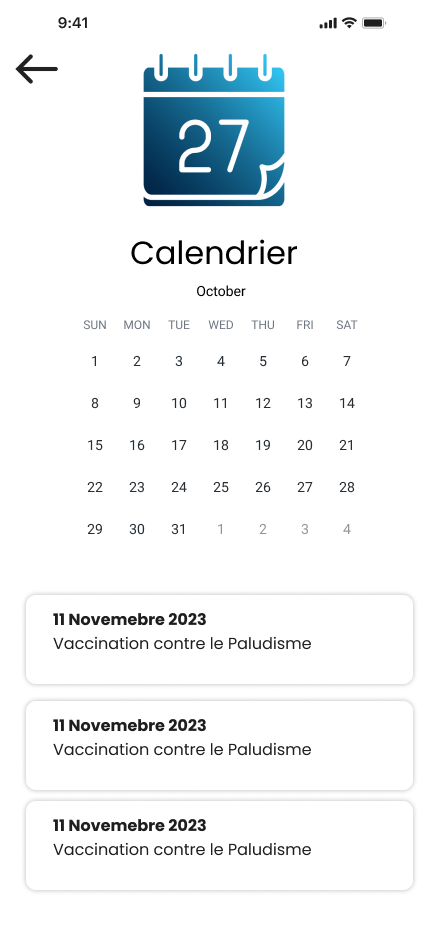 9:41
27
Calendrier
October
SUN MON TUE WED THU FRI SAT
1 2 3 4 5 6 7
8 9 10 11 12 13 14
15 16 17 18 19 20 21
22 23 24 25 26 27 28
29 30 31 1 2 3 4
11 Novemebre 2023
Vaccination contre le Paludisme
11 Novemebre 2023
Vaccination contre le Paludisme
11 Novemebre 2023
Vaccination contre le Paludisme